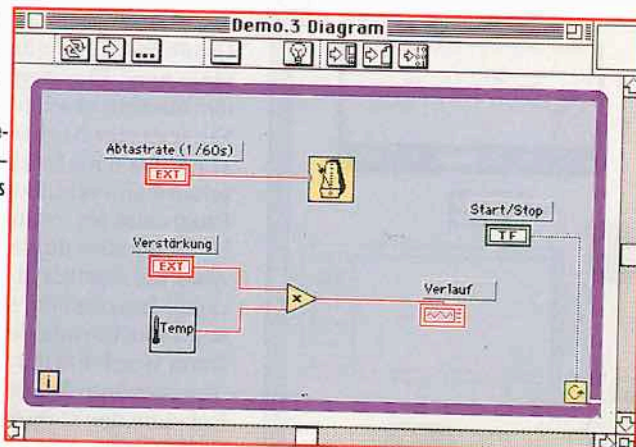 Demo.3 Diagram
...
Abtastrate (1/60s)
EXT
Start/Stop
TF
Verstärkung
EXT
x
Verlauf
Temp
i